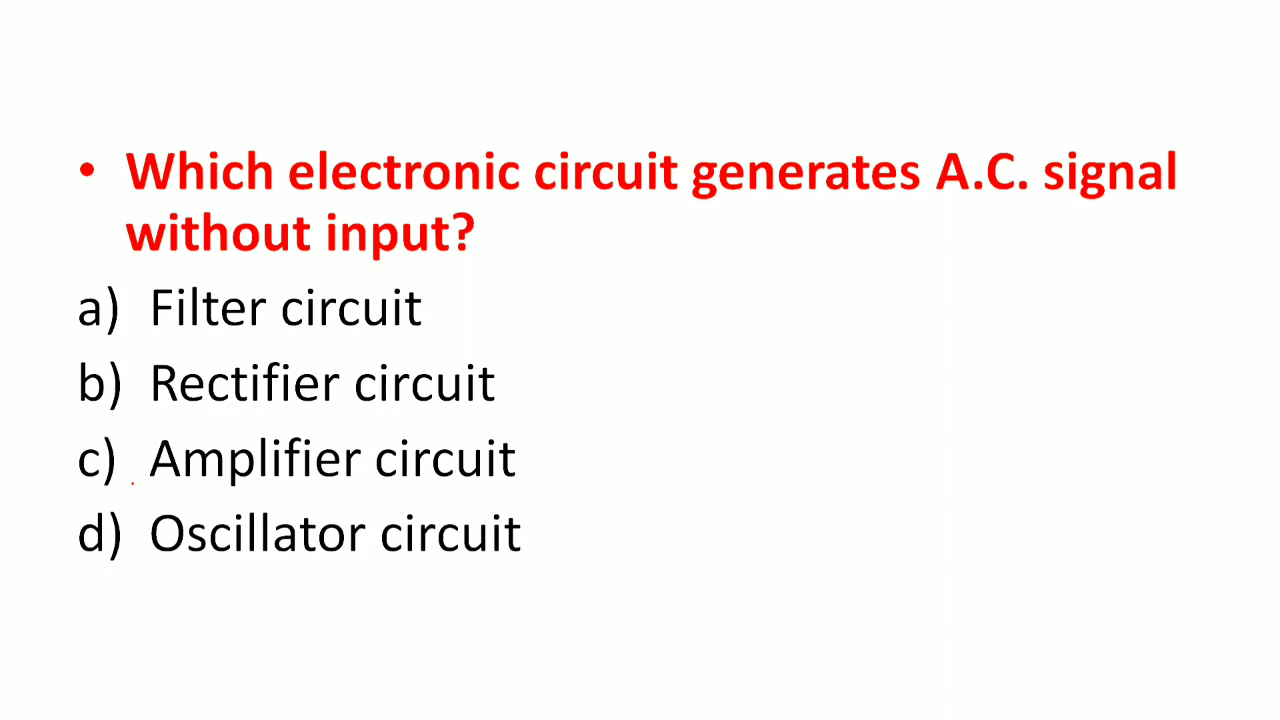 • Which electronic circuit generates A.C. signal
without input?
a) Filter circuit
b) Rectifier circuit
c) Amplifier circuit
d) Oscillator circuit